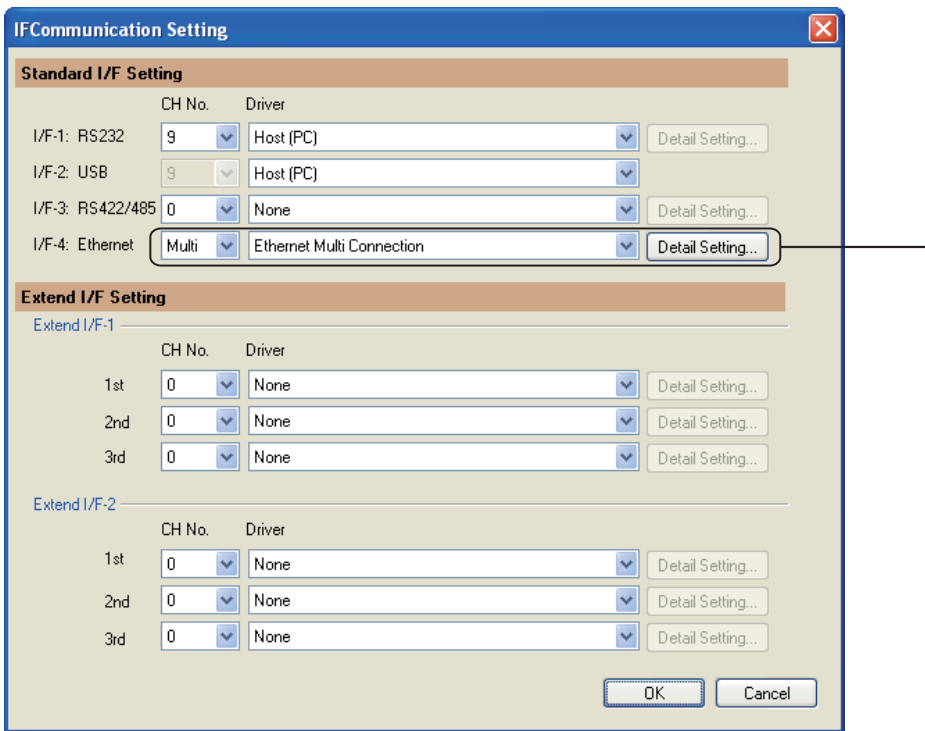 IFCommunication Setting
Standard I/F Setting
CH No. Driver
I/F-1: RS232 9 Host (PC) Detail Setting...
I/F-2: USB 9 Host (PC)
I/F-3: RS422/485 0 None Detail Setting...
I/F-4: Ethernet Multi Ethernet Multi Connection Detail Setting...
Extend I/F Setting
Extend I/F-1
CH No. Driver
1st 0 None Detail Setting...
2nd 0 None Detail Setting...
3rd 0 None Detail Setting...
Extend I/F-2
CH No. Driver
1st 0 None Detail Setting...
2nd 0 None Detail Setting...
3rd 0 None Detail Setting...
OK Cancel